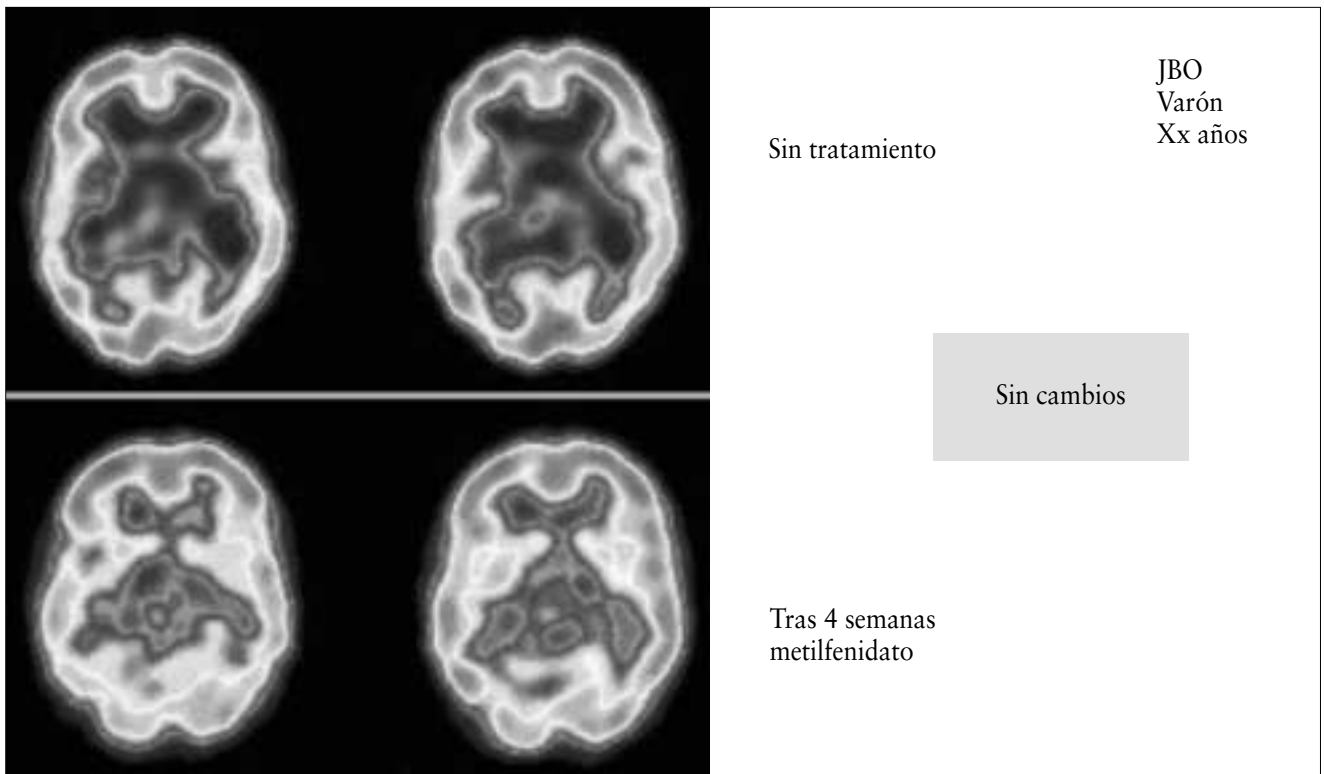 JBO
Varón
Xx años
Sin tratamiento
Sin cambios
Tras 4 semanas
metilfenidato